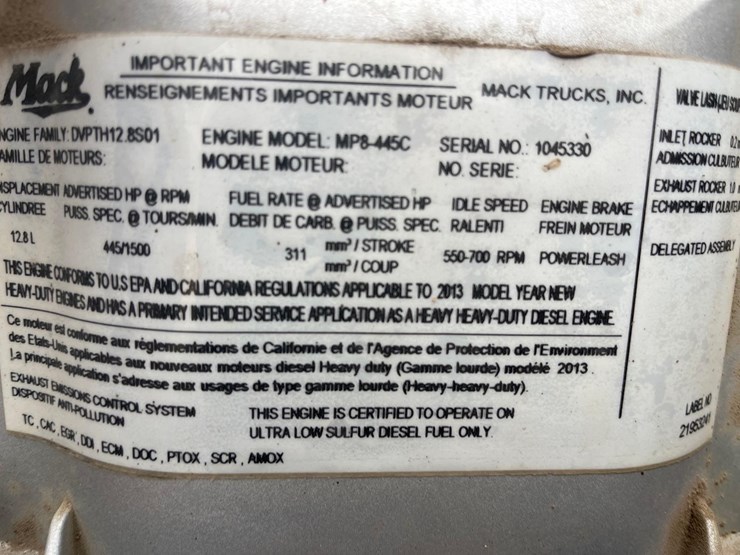 Mack
IMPORTANT ENGINE INFORMATION
RENSEIGNEMENTS IMPORTANTS MOTEUR
MACK TRUCKS, INC.
NGINE FAMILY: DVPTH12.8S01
AMILLE DE MOTEURS:
ENGINE MODEL: MP8-445C
MODELE MOTEUR:
SERIAL NO.: 1045330
NO. SERIE:
ISPLACEMENT ADVERTISED HP @ RPM
CYLINDREE PUISS. SPEC. @ TOURS/MIN.
12.8 L 445/1500
FUEL RATE @ ADVERTISED HP
DEBIT DE CARB. @ PUISS. SPEC.
311 mm³ / STROKE
mm³ / COUP
IDLE SPEED
RALENTI
550-700 RPM
ENGINE BRAKE
FREIN MOTEUR
POWERLEASH
THIS ENGINE CONFORMS TO U.S EPA AND CALIFORNIA REGULATIONS APPLICABLE TO 2013 MODEL YEAR NEW
HEAVY-DUTY ENGINES AND HAS A PRIMARY INTENDED SERVICE APPLICATION AS A HEAVY HEAVY-DUTY DIESEL ENGINE.
Ce moteur est conforme aux règlementations de Californie et de l'Agence de Protection de l'Environment
des Etats-Unis applicables aux nouveaux moteurs diesel Heavy duty (Gamme lourde) modélé 2013.
La principale application s'adresse aux usages de type gamme lourde (Heavy-heavy-duty).
EXHAUST EMISSIONS CONTROL SYSTEM
DISPOSITIF ANTI-POLLUTION
TC, CAC, EGR, DDI, ECM, DOC, PTOX, SCR, AMOX
THIS ENGINE IS CERTIFIED TO OPERATE ON
ULTRA LOW SULFUR DIESEL FUEL ONLY.
VALVE LASH
INLET ROCKER
ADMISSION CULBUTEUR
EXHAUST ROCKER
ECHAPPEMENT
DELEGATED ASSEMBLY
LABEL NO
21953241